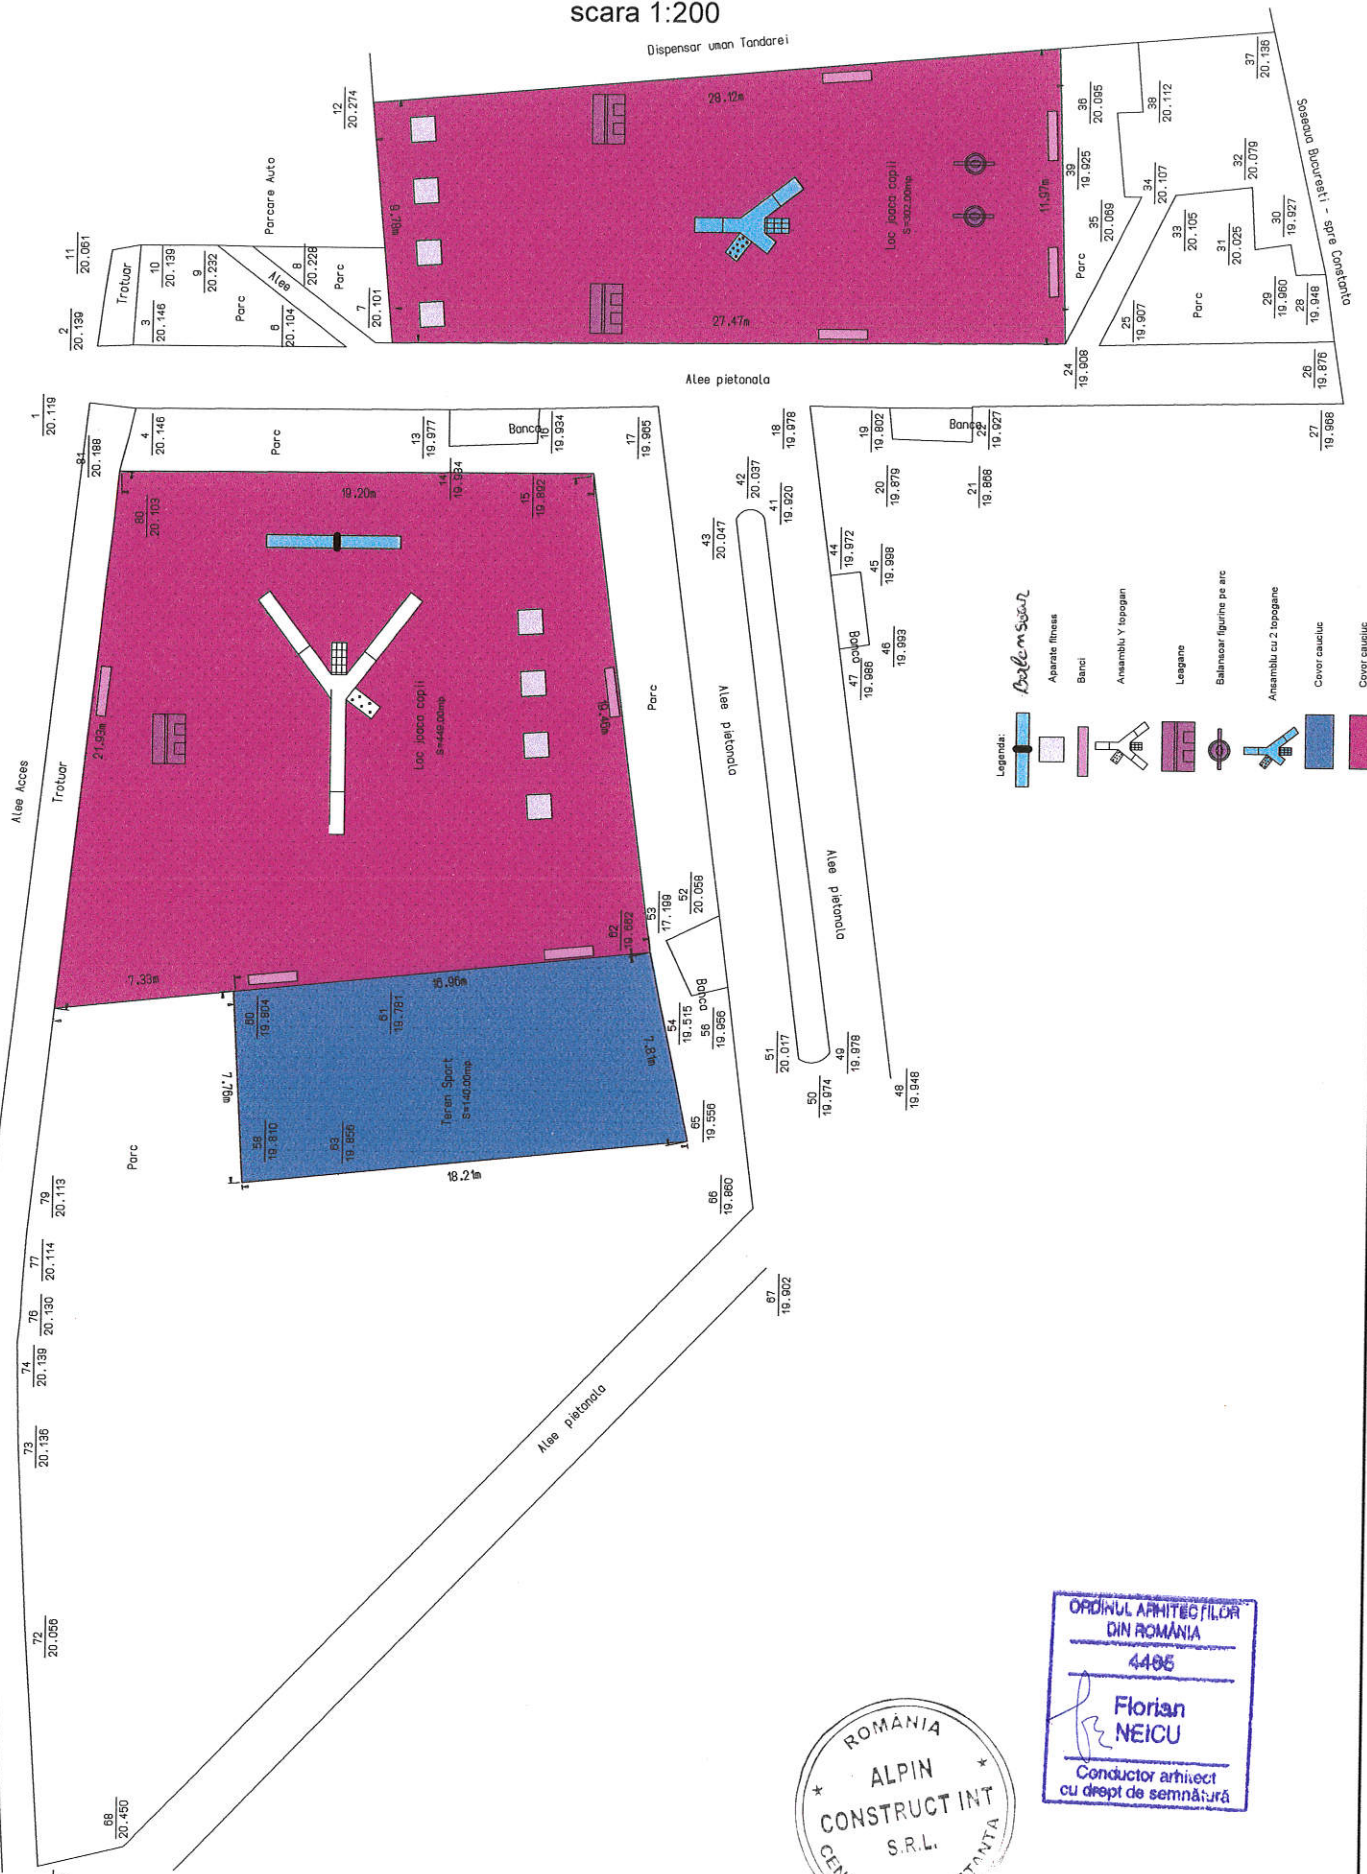 scara 1:200
Dispensar uman Tandarei
37
20.136
12
20.274
28.12m
36
20.095
38
20.112
Soseaua Bucuresti - spre Constanta
Parcare Auto
39
19.925
32
20.079
34
20.107
9.78m
Loc joaca copii
S=302.00mp
11.97m
35
20.069
33
20.105
30
19.927
31
20.025
11
20.061
10
20.139
9
20.232
8
20.228
Trotuar
Alee
Parc
Parc
Parc
29
19.960
28
19.948
2
20.139
3
20.146
6
20.104
7
20.101
27.47m
25
19.907
Parc
24
19.908
26
19.876
Alee pietonala
1
20.119
81
20.188
4
20.146
Parc
13
19.977
Banca
16
19.934
17
19.965
18
19.978
19
19.802
Banca
22
19.927
27
19.968
14
19.934
15
19.892
19.20m
80
20.103
42
20.037
41
19.920
20
19.879
21
19.868
43
20.047
44
19.972
45
19.998
Banca
46
19.993
47
19.986
Alee Acces
Trotuar
21.93m
Loc joaca copii
S=449.00mp
Parc
Alee pietonala
Legenda:
Balansoar
Aparate fitness
Banci
Ansamblu Y topogan
Leagane
Balansoar figurine pe arc
Ansamblu cu 2 topogane
Covor cauciuc
Covor cauciuc
Alee pietonala
52
20.058
53
17.199
62
19.662
7.33m
16.96m
60
19.804
61
19.781
Banca
54
19.515
56
19.956
51
20.017
49
19.978
50
19.974
48
19.948
7.76m
Teren Sport
S=140.00mp
7.81m
58
19.810
63
19.856
65
19.556
18.21m
Parc
66
19.860
79
20.113
77
20.114
76
20.130
74
20.139
73
20.136
67
19.902
Alee pietonala
72
20.056
68
20.450
ORDINUL ARHITECȚILOR
DIN ROMÂNIA
4485
Florian
NEICU
Conductor arhitect
cu drept de semnătură
ROMÂNIA
ALPIN
CONSTRUCT INT
S.R.L.